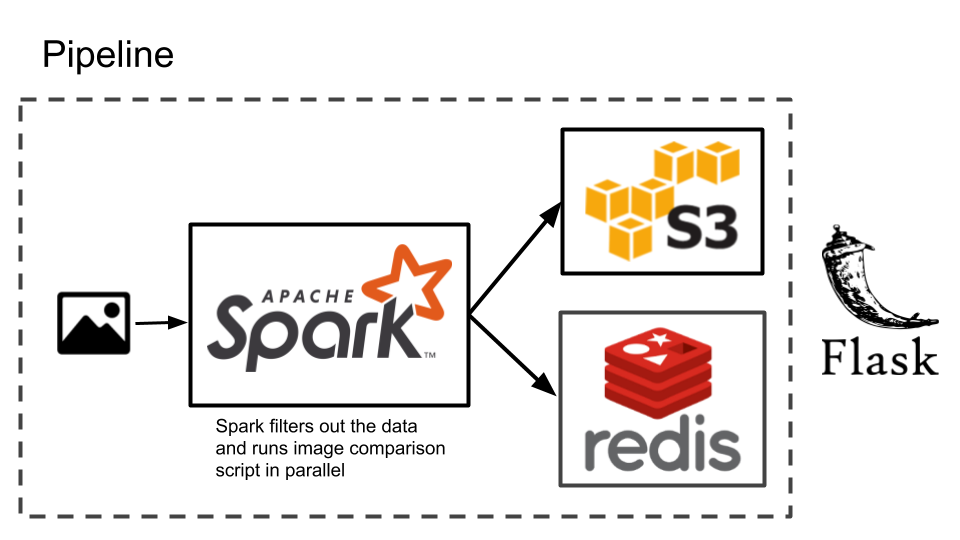 Pipeline
S3
APACHE
Spark™
Spark filters out the data
and runs image comparison
script in parallel
redis
Flask